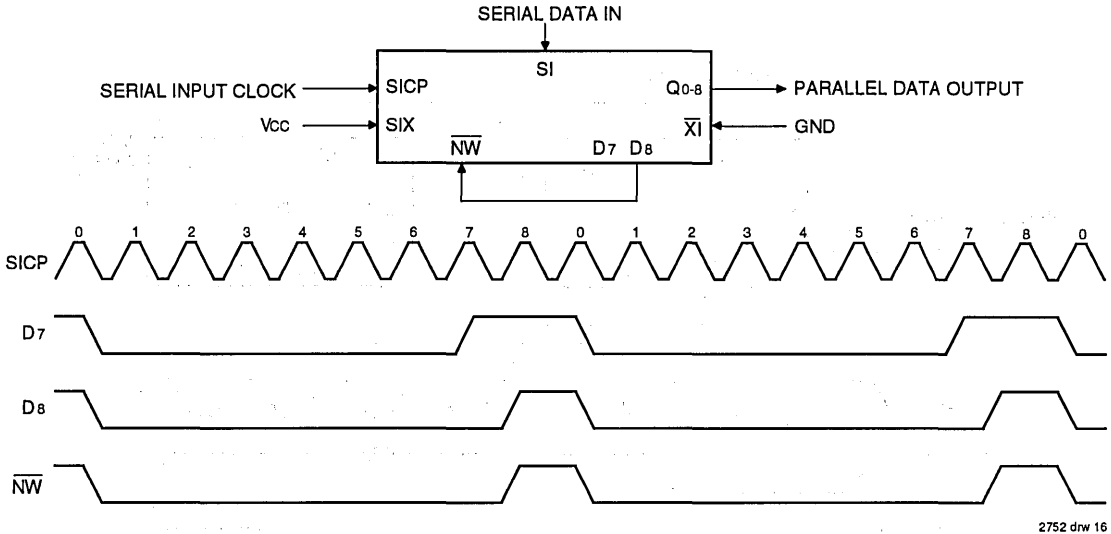 SERIAL DATA IN
SI
SERIAL INPUT CLOCK SICP Q0-8 PARALLEL DATA OUTPUT
Vcc SIX XI GND
NW D7 D8
0 1 2 3 4 5 6 7 8 0 1 2 3 4 5 6 7 8 0
SICP
D7
D8
NW
2752 drw 16